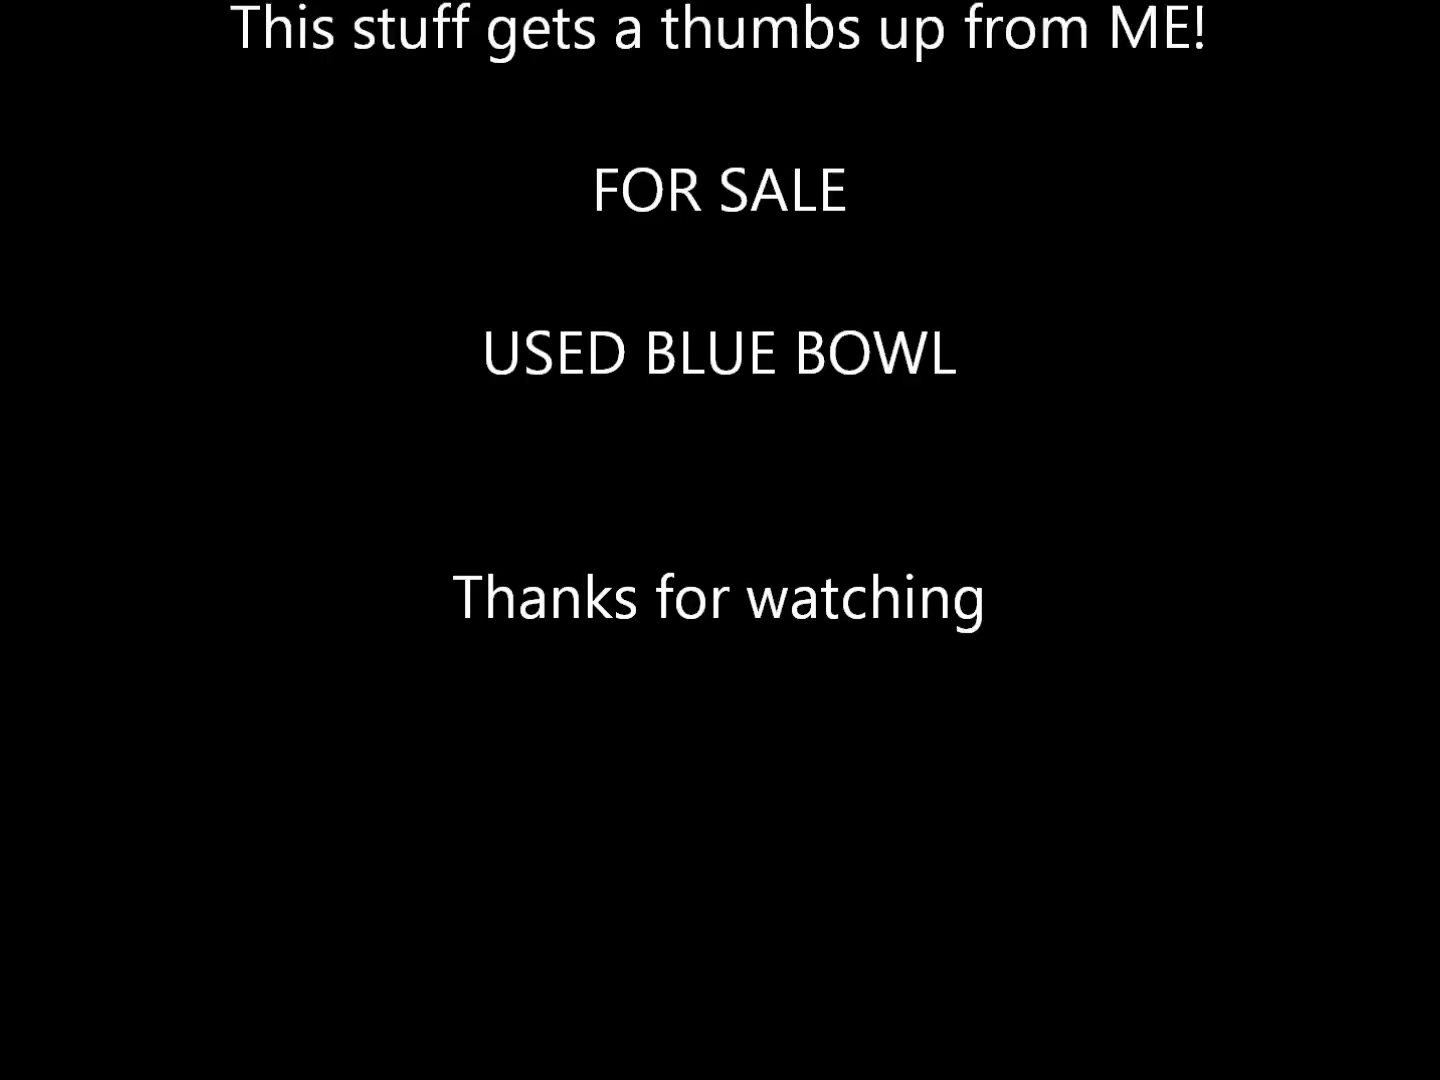 This stuff gets a thumbs up from ME!
FOR SALE
USED BLUE BOWL
Thanks for watching